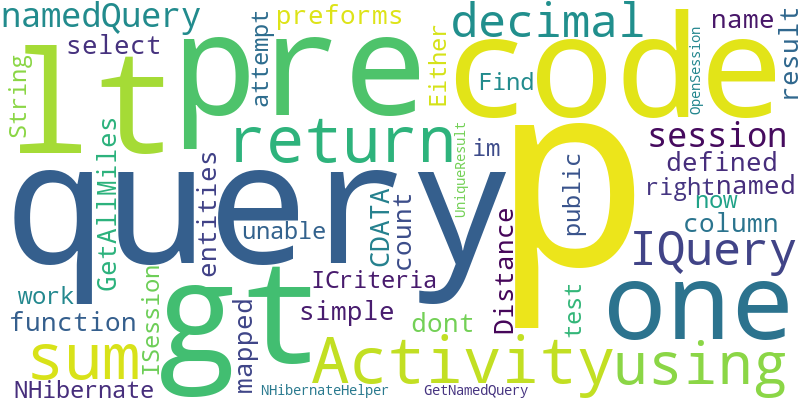 namedQuery
preforms
decimal
name
select
attempt
Either
result
String
lt
pre
code
Find
OpenSession
return
UniqueResult
im
session
defined
GetAllMiles
entities
query
p
public
right
named
now
column
unable
CDATA
count
IQuery
Distance
work
ISession
gt
ICriteria
simple
dont
test
one
function
mapped
sum
Activity
using
NHibernate
NHibernateHelper
GetNamedQuery